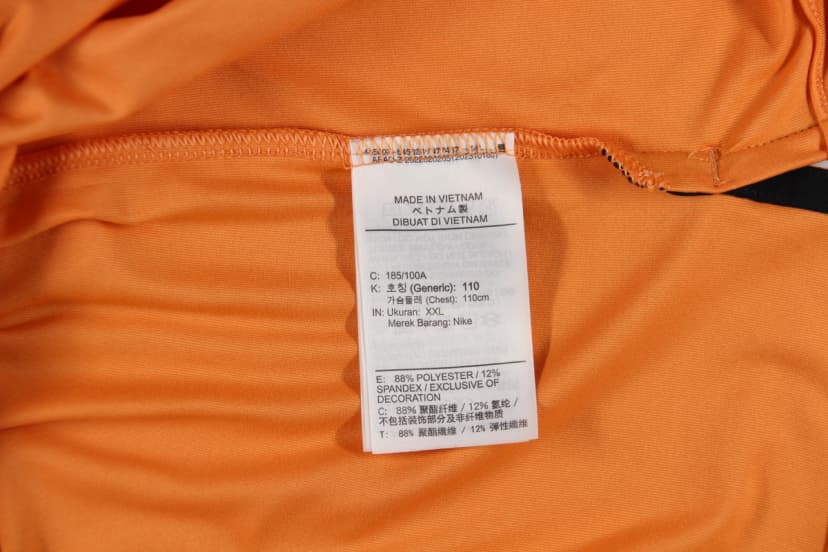 MADE IN VIETNAM
ベトナム製
DIBUAT DI VIETNAM
C: 185/100A
K: 호칭 (Generic): 110
가슴둘레 (Chest): 110cm
IN: Ukuran: XXL
Merek Barang: Nike
E: 88% POLYESTER / 12%
SPANDEX / EXCLUSIVE OF
DECORATION
C: 88% 聚酯纤维 / 12% 氨纶 /
不包括装饰部分及非纤维物质
T: 88% 聚酯纖維 / 12% 彈性纖維